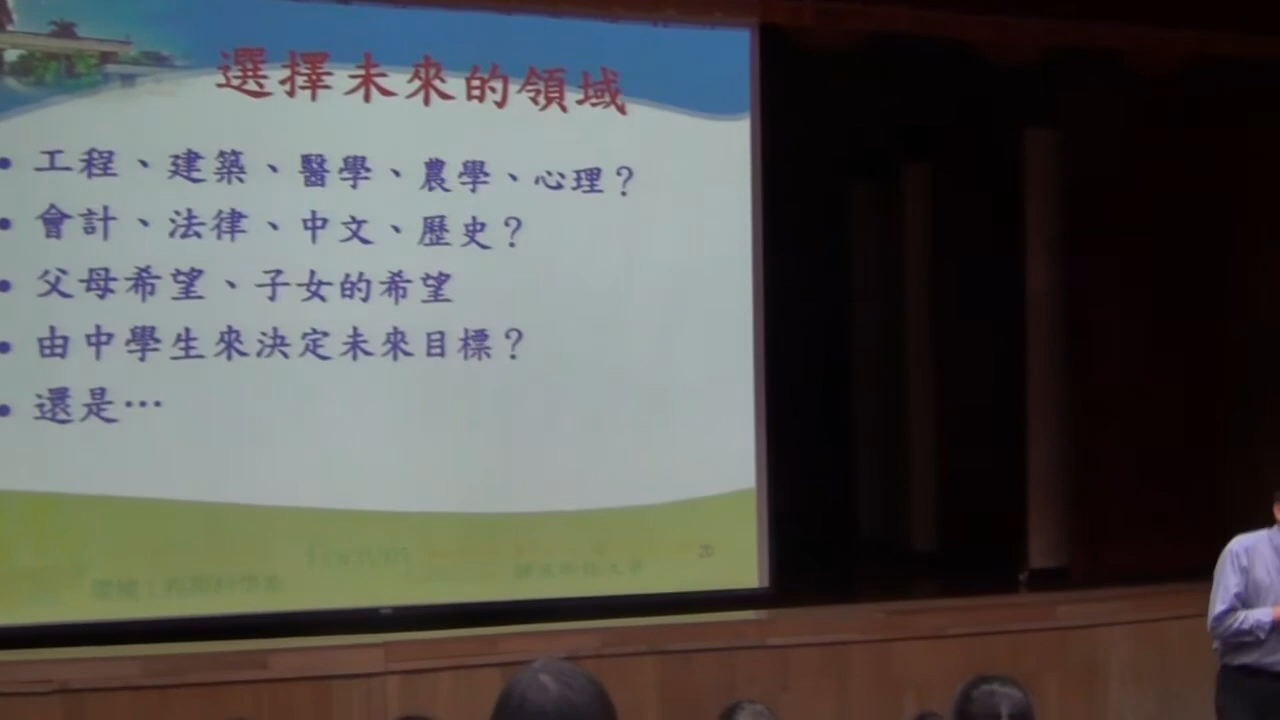 選擇未來的領域
• 工程、建築、醫學、農學、心理？
• 會計、法律、中文、歷史？
• 父母希望、子女的希望
• 由中學生來決定未來目標？
• 還是…